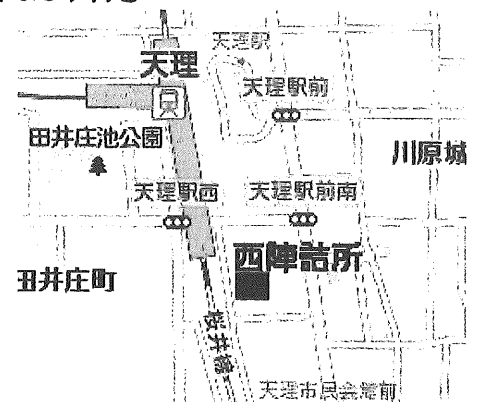 天理駅
天理
天理駅前
田井庄池公園
川原城
天理駅西
天理駅前南
西陣詰所
田井庄町
桜井線
天理市民会館前